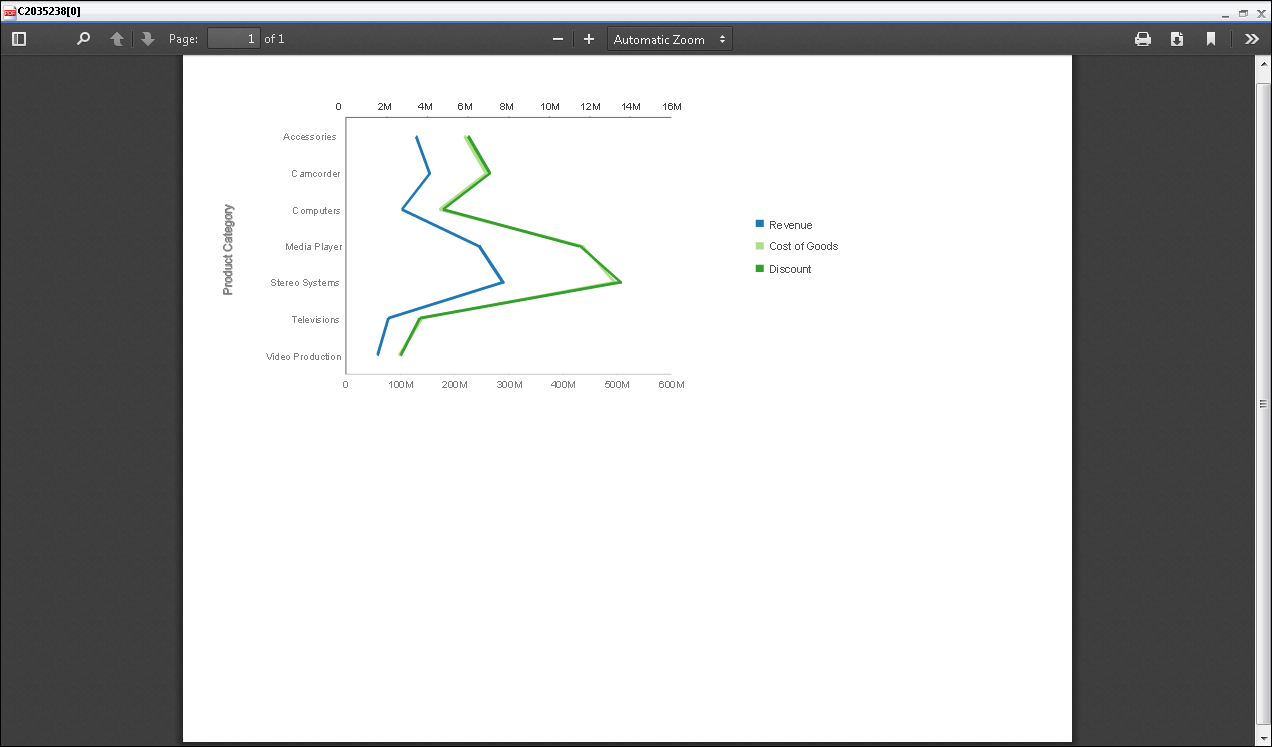 C2035238[0]
Page: 1 of 1 Automatic Zoom
0 2M 4M 6M 8M 10M 12M 14M 16M
Accessories
Camcorder
Computers
Media Player
Stereo Systems
Televisions
Video Production
Product Category
0 100M 200M 300M 400M 500M 600M
Revenue
Cost of Goods
Discount